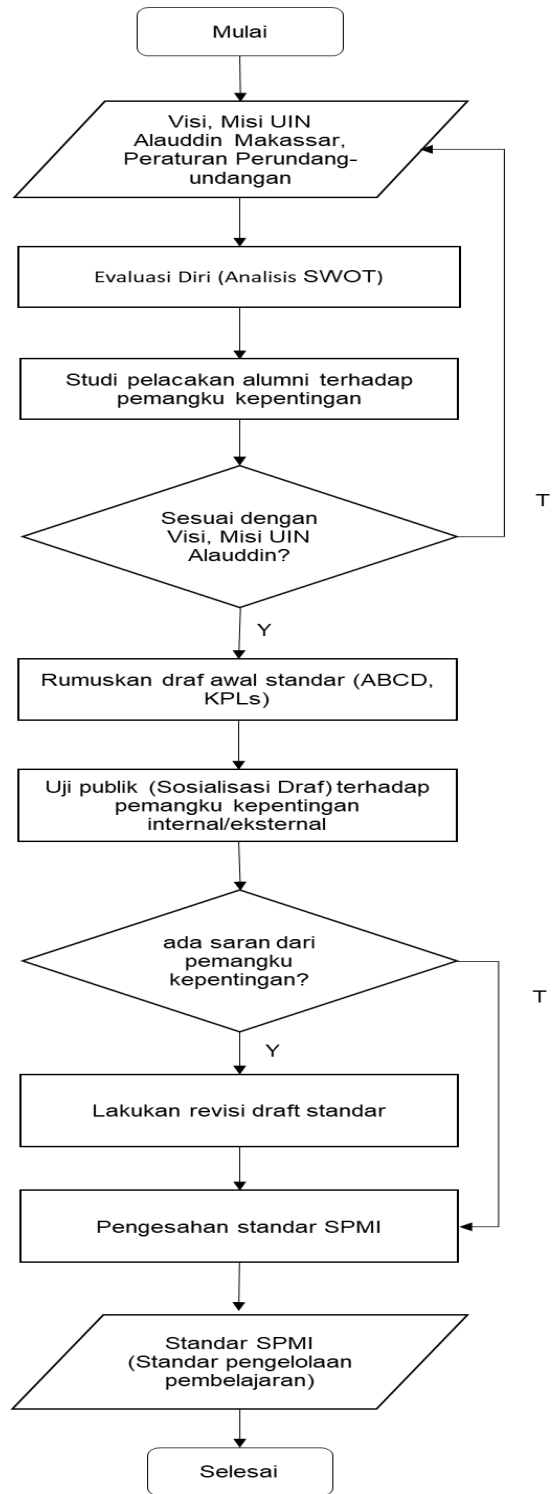 Mulai
Visi, Misi UIN
Alauddin Makassar,
Peraturan Perundang-
undangan
Evaluasi Diri (Analisis SWOT)
Studi pelacakan alumni terhadap
pemangku kepentingan
Sesuai dengan
Visi, Misi UIN
Alauddin?
T
Y
Rumuskan draf awal standar (ABCD,
KPLs)
Uji publik (Sosialisasi Draf) terhadap
pemangku kepentingan
internal/eksternal
ada saran dari
pemangku
kepentingan?
T
Y
Lakukan revisi draft standar
Pengesahan standar SPMI
Standar SPMI
(Standar pengelolaan
pembelajaran)
Selesai